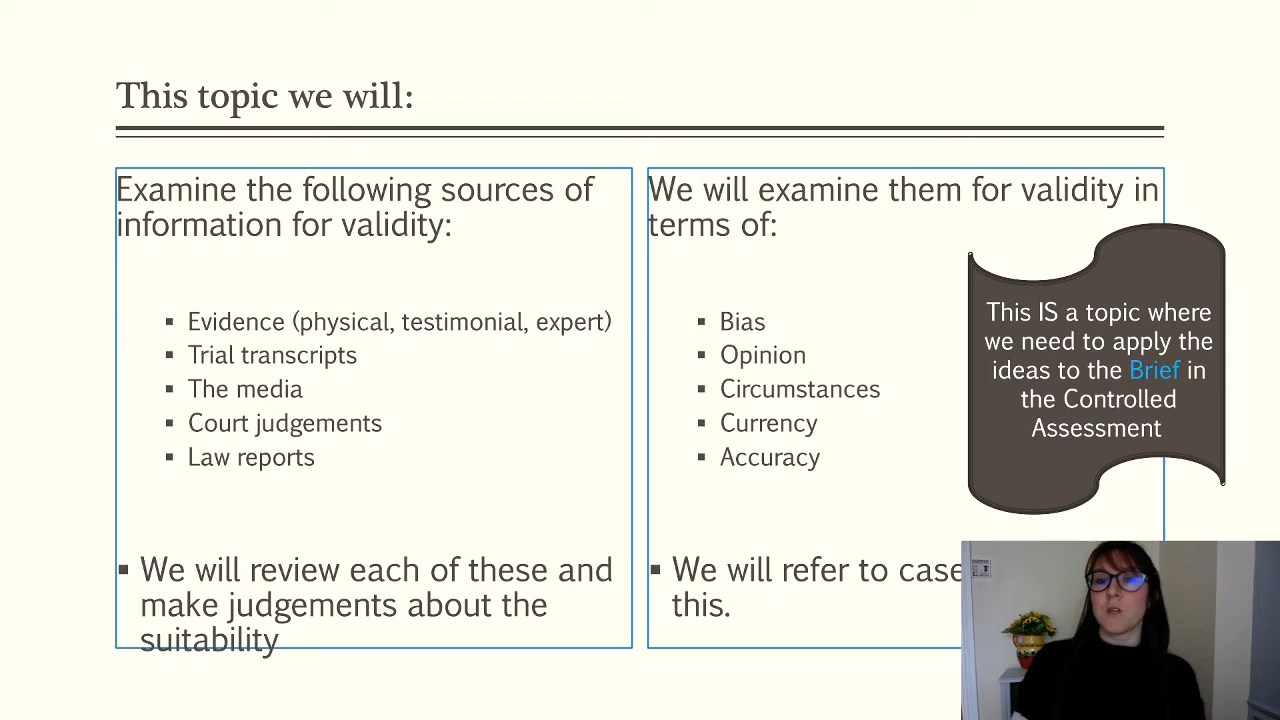 This topic we will:
Examine the following sources of
information for validity:
▪ Evidence (physical, testimonial, expert)
▪ Trial transcripts
▪ The media
▪ Court judgements
▪ Law reports
▪ We will review each of these and
make judgements about the
suitability
We will examine them for validity in
terms of:
▪ Bias
▪ Opinion
▪ Circumstances
▪ Currency
▪ Accuracy
▪ We will refer to case
this.
This IS a topic where
we need to apply the
ideas to the Brief in
the Controlled
Assessment